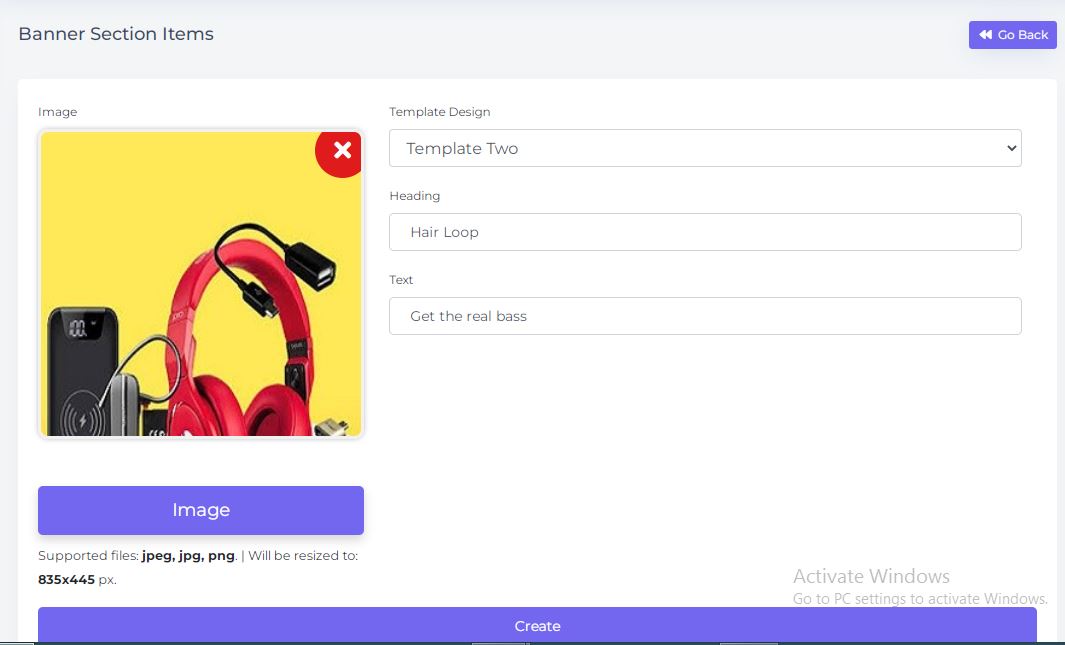 Banner Section Items
Go Back
Image
Template Design
Template Two
Heading
Hair Loop
Text
Get the real bass
Image
Supported files: jpeg, jpg, png. | Will be resized to:
835x445 px.
Activate Windows
Go to PC settings to activate Windows.
Create